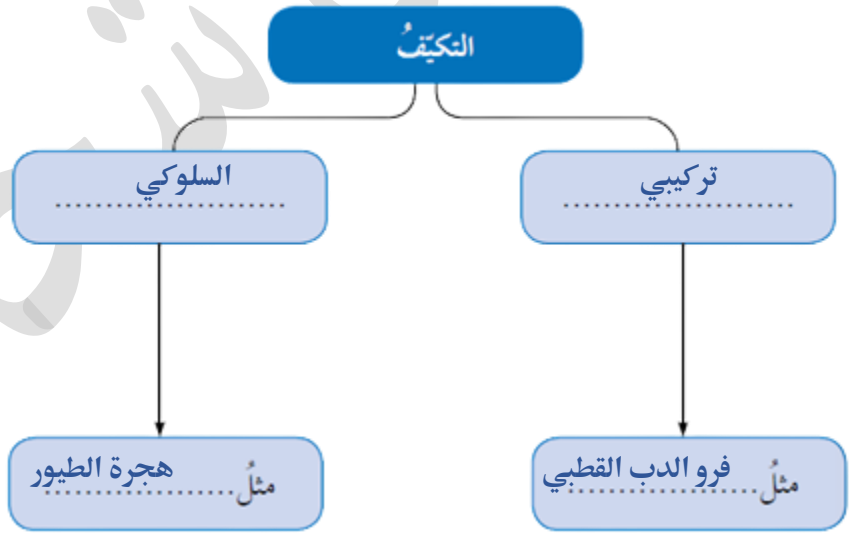 التكيّفُ
تركيبي
السلوكي
مثلُ فرو الدب القطبي
مثلُ هجرة الطيور